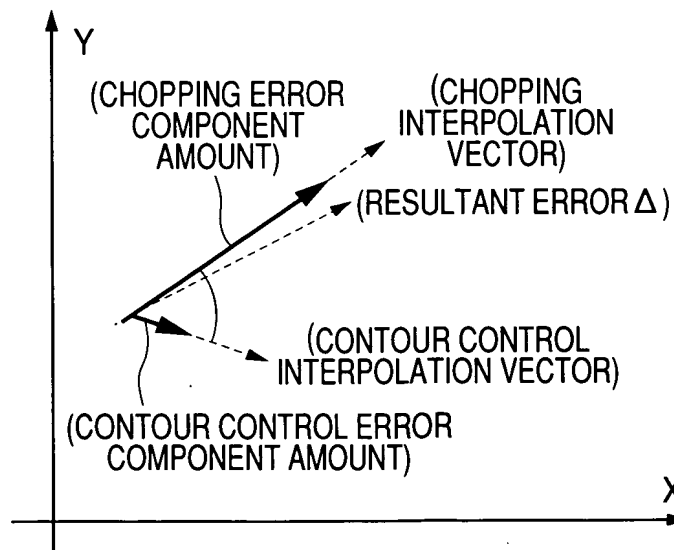 Y
(CHOPPING ERROR
COMPONENT
AMOUNT)
(CHOPPING
INTERPOLATION
VECTOR)
(RESULTANT ERROR Δ)
(CONTOUR CONTROL
INTERPOLATION VECTOR)
(CONTOUR CONTROL ERROR
COMPONENT AMOUNT)
X